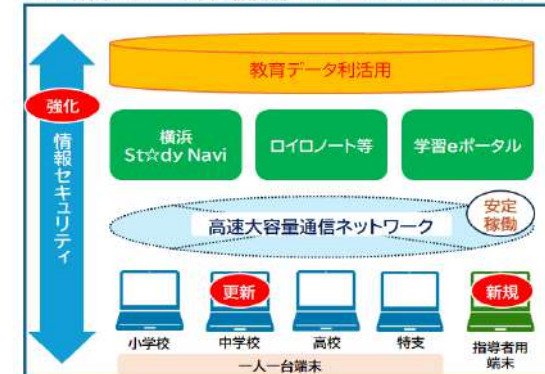 教育データ利活用
強化
情報セキュリティ
横浜
St☆dy Navi
ロイロノート等
学習eポータル
高速大容量通信ネットワーク
安定
稼働
更新
新規
小学校
中学校
高校
特支
指導者用
端末
一人一台端末